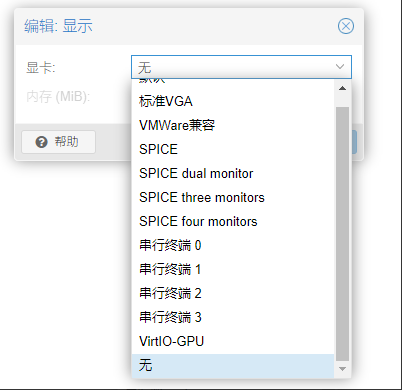 编辑: 显示
显卡:
无
内存 (MiB):
帮助
默认
标准VGA
VMWare兼容
SPICE
SPICE dual monitor
SPICE three monitors
SPICE four monitors
串行终端 0
串行终端 1
串行终端 2
串行终端 3
VirtIO-GPU
无